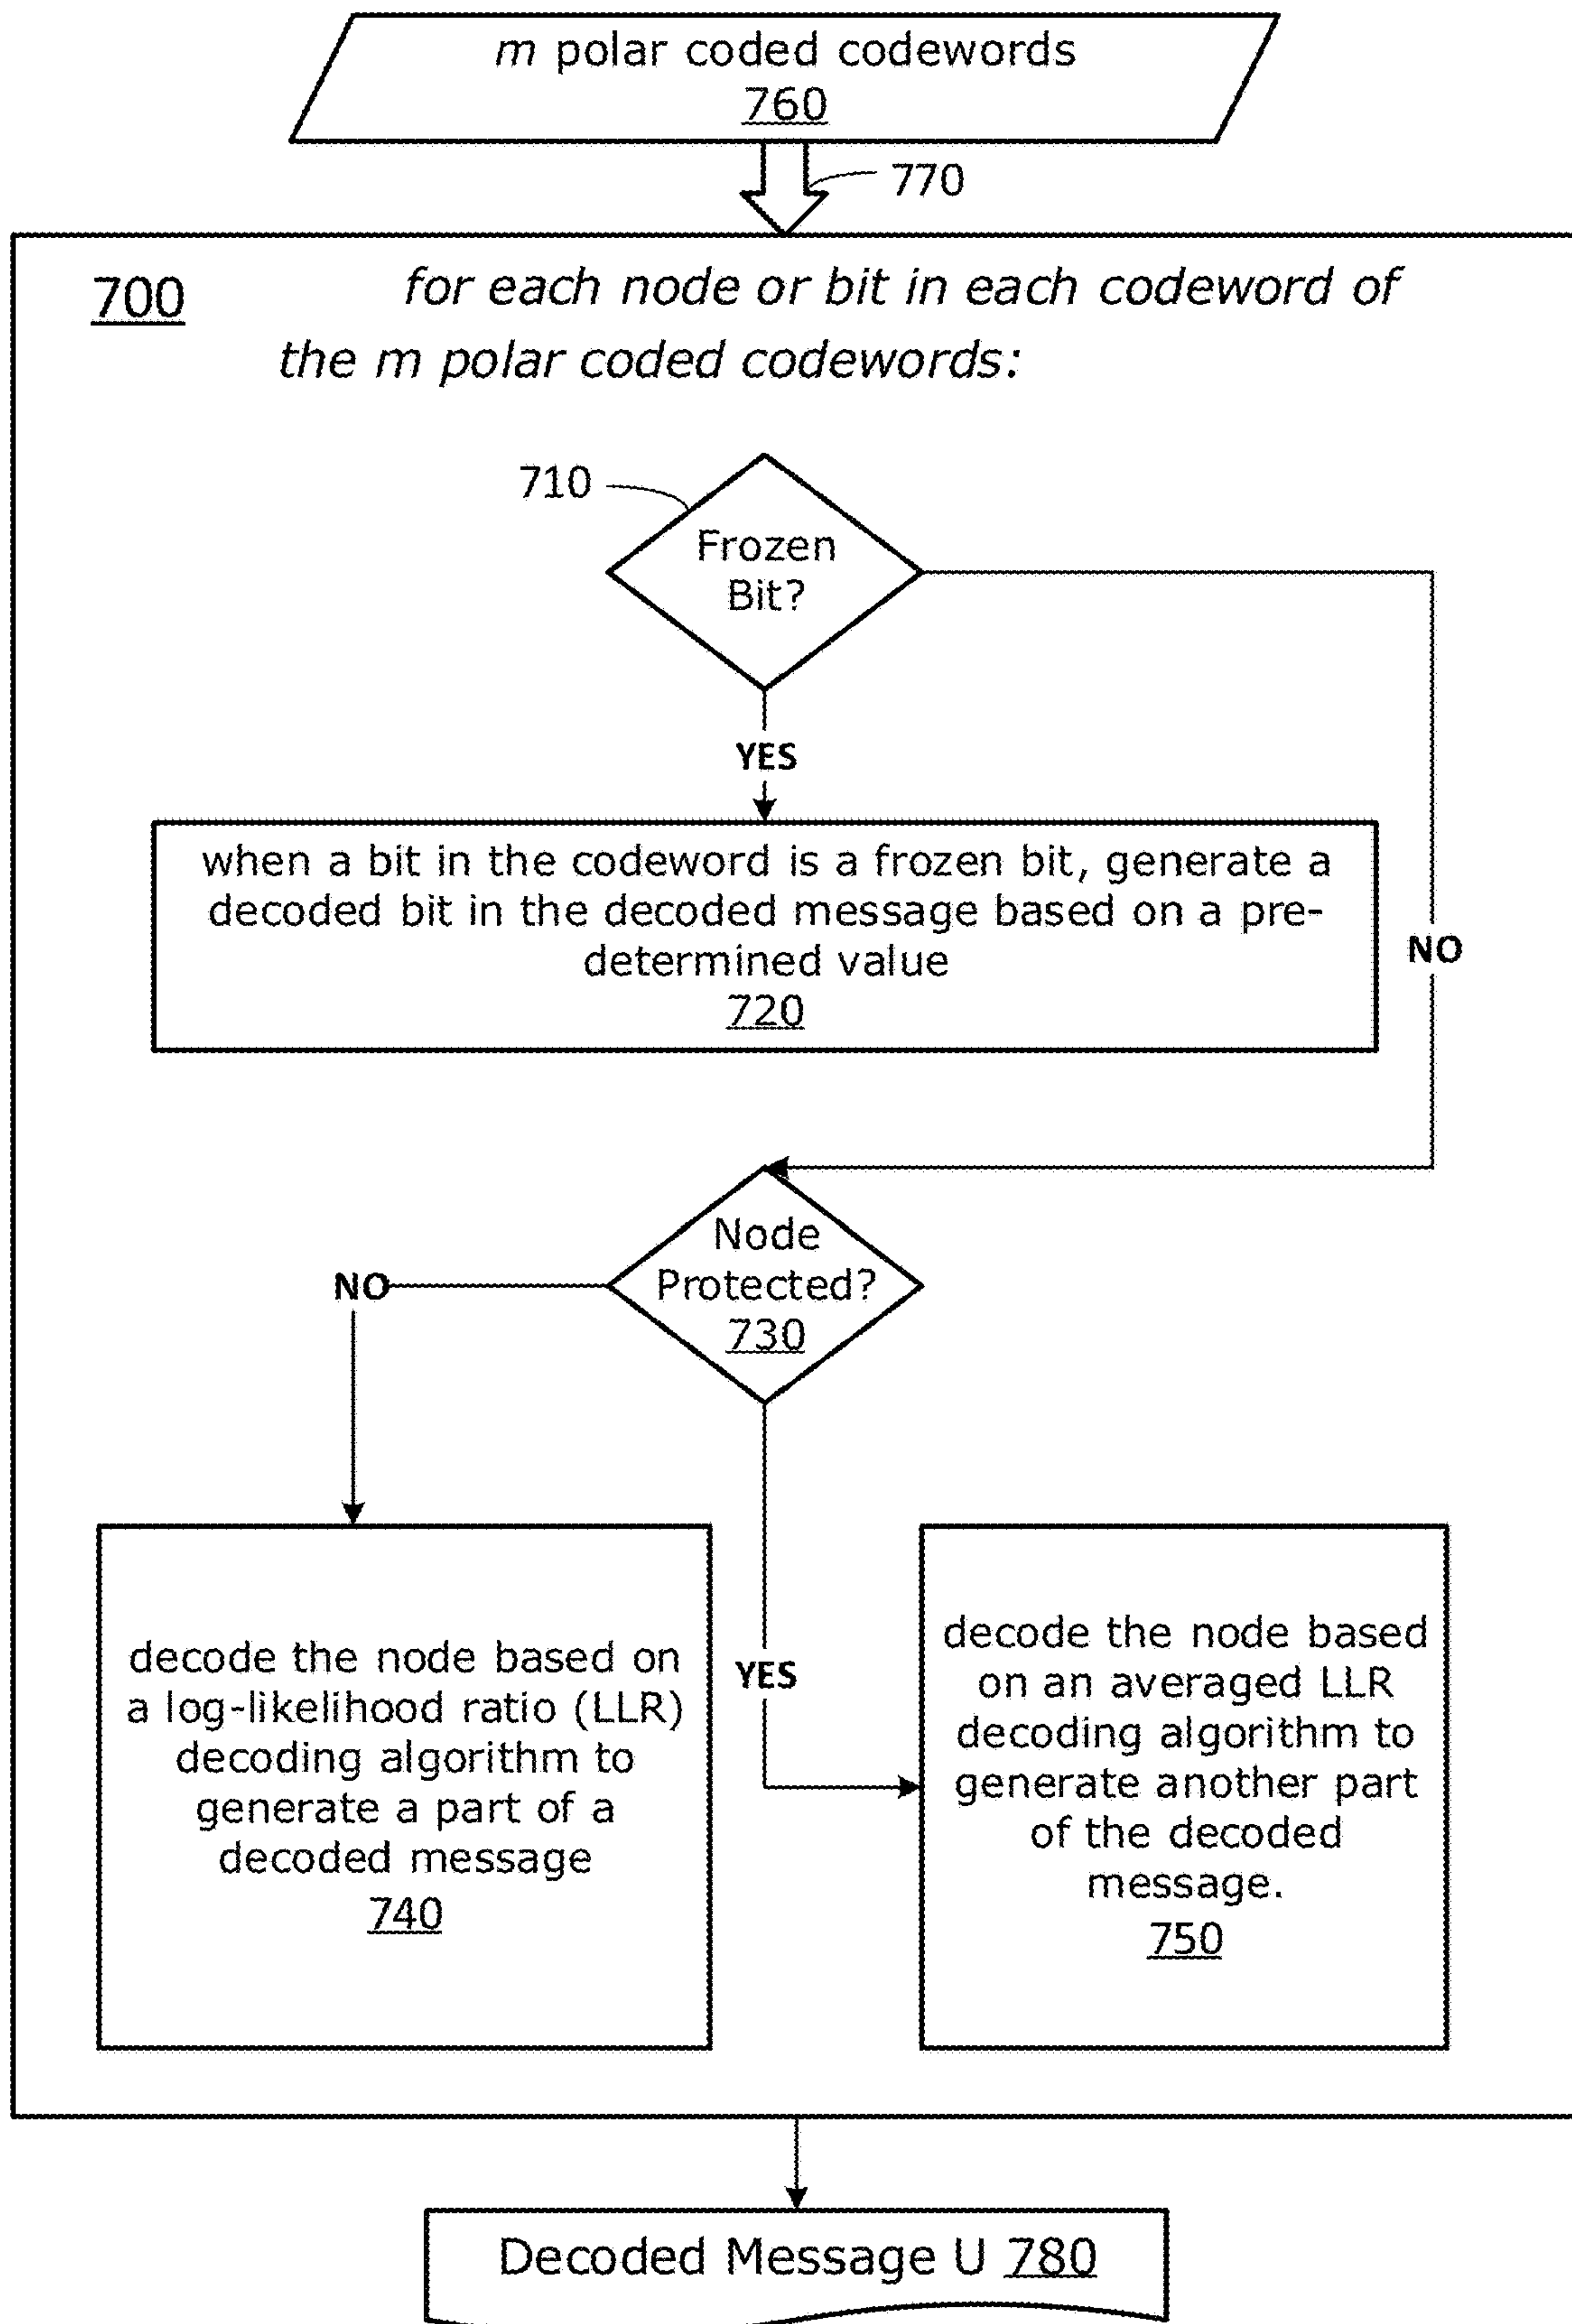 m polar coded codewords
760
770
700 for each node or bit in each codeword of
the m polar coded codewords:
710
Frozen
Bit?
YES
when a bit in the codeword is a frozen bit, generate a
decoded bit in the decoded message based on a pre-
determined value
720
NO
Node
Protected?
730
NO
YES
decode the node based on
a log-likelihood ratio (LLR)
decoding algorithm to
generate a part of a
decoded message
740
decode the node based
on an averaged LLR
decoding algorithm to
generate another part
of the decoded
message.
750
Decoded Message U 780